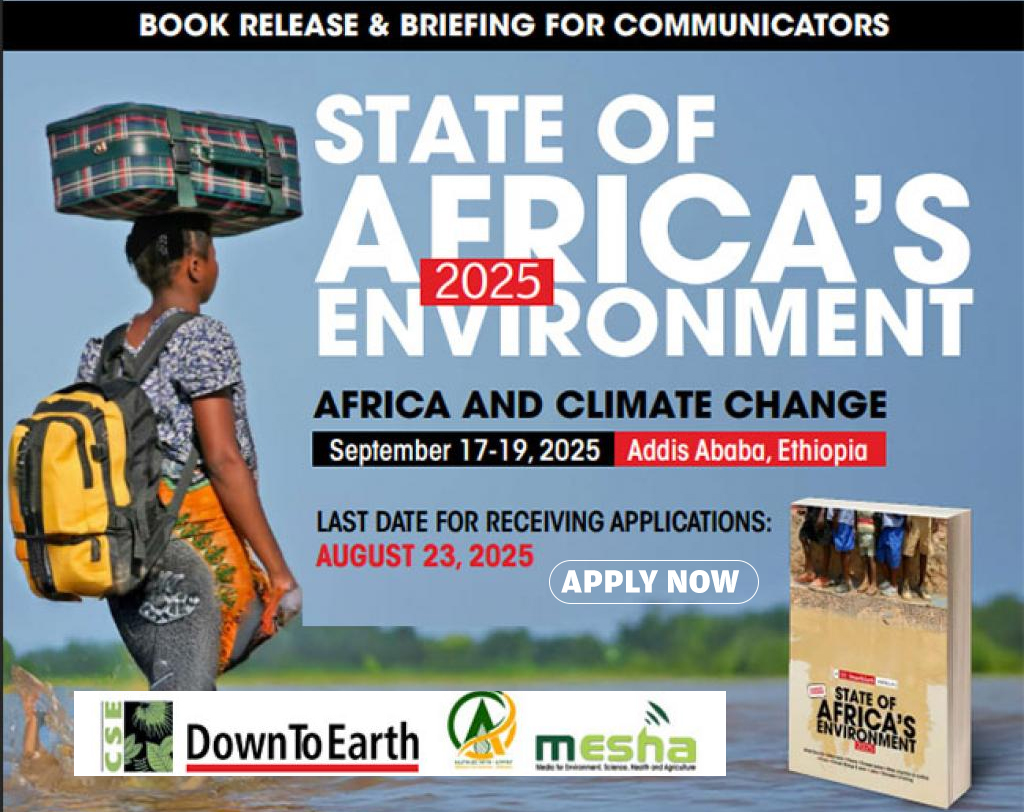 BOOK RELEASE & BRIEFING FOR COMMUNICATORS
STATE OF
AFRICA'S
2025
ENVIRONMENT
AFRICA AND CLIMATE CHANGE
September 17-19, 2025 Addis Ababa, Ethiopia
LAST DATE FOR RECEIVING APPLICATIONS:
AUGUST 23, 2025
APPLY NOW
STATE OF
AFRICA'S
ENVIRONMENT
2025
CSE
DownToEarth
mesha
Media for Environment, Science, Health and Agriculture